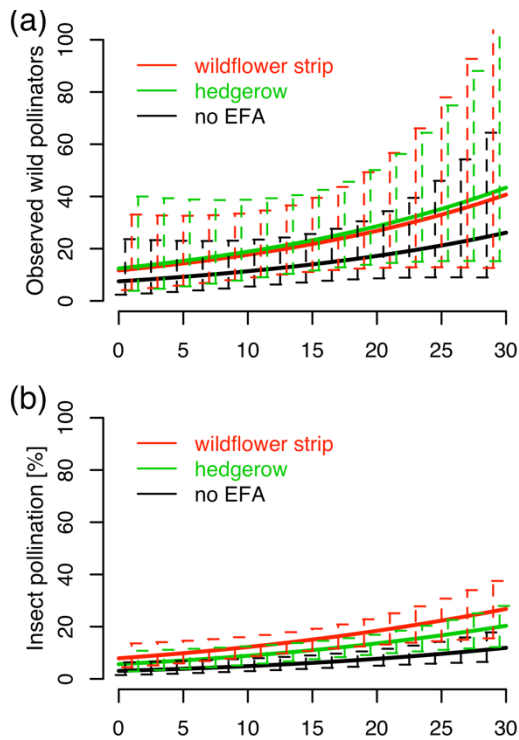 (a)
Observed wild pollinators
100
80
60
40
20
0
wildflower strip
hedgerow
no EFA
0 5 10 15 20 25 30
(b)
Insect pollination [%]
100
80
60
40
20
0
wildflower strip
hedgerow
no EFA
0 5 10 15 20 25 30